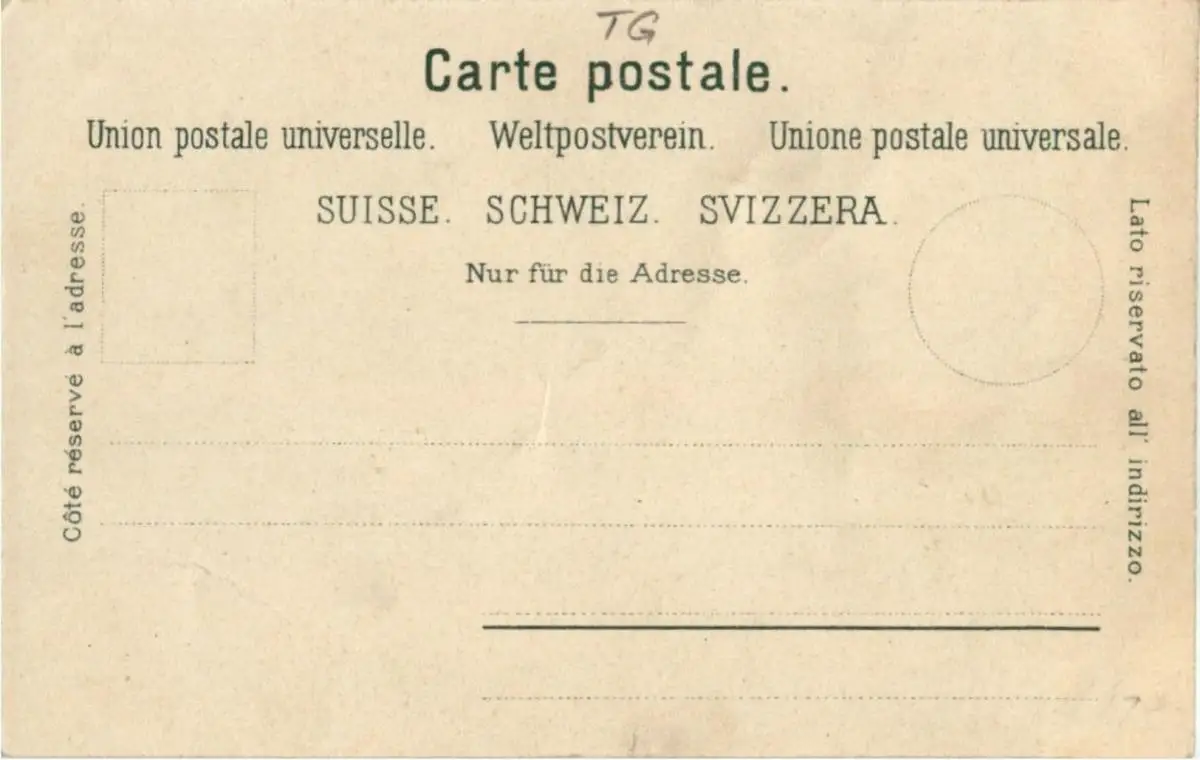 TG
Carte postale.
Union postale universelle. Weltpostverein. Unione postale universale.
SUISSE. SCHWEIZ. SVIZZERA.
Nur für die Adresse.
Côté réservé à l'adresse.
Lato riservato all' indirizzo.